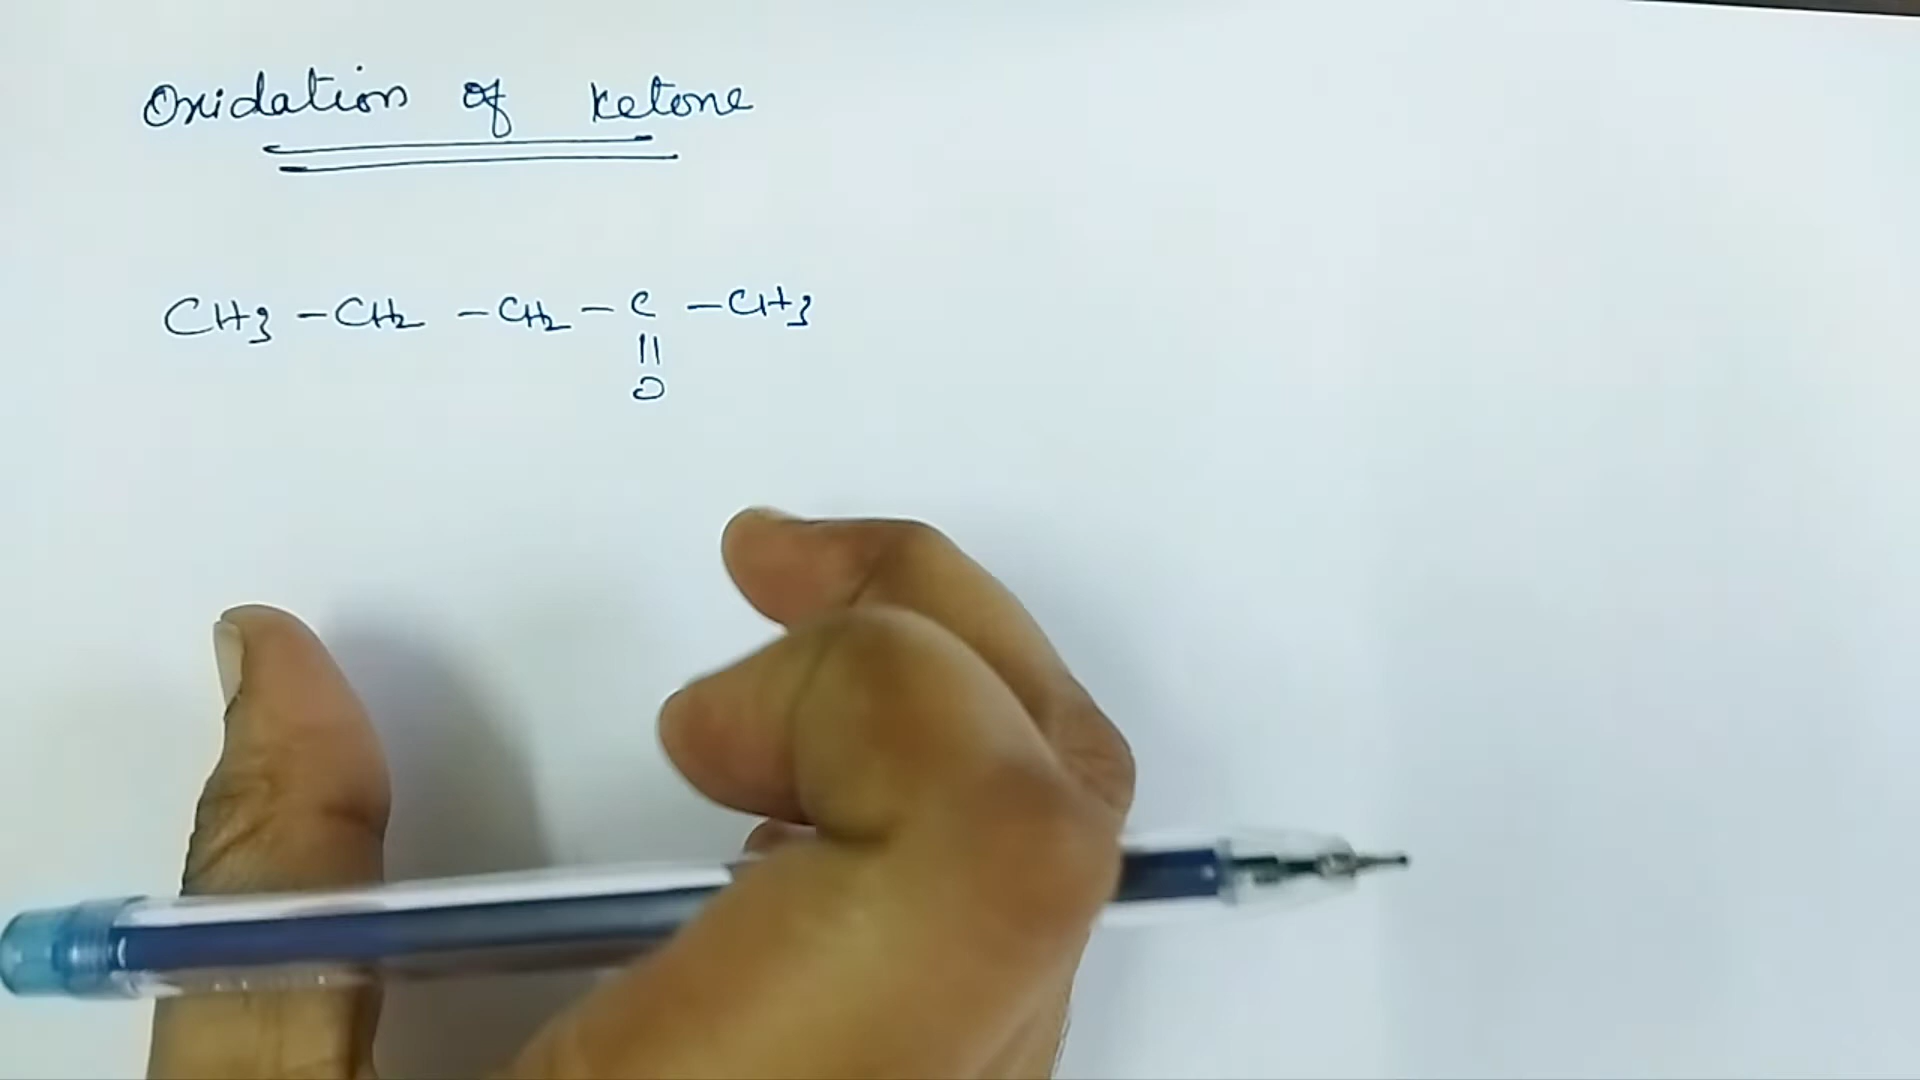 Oxidation of ketone
CH3 - CH2 - CH2 - C - CH3
||
O